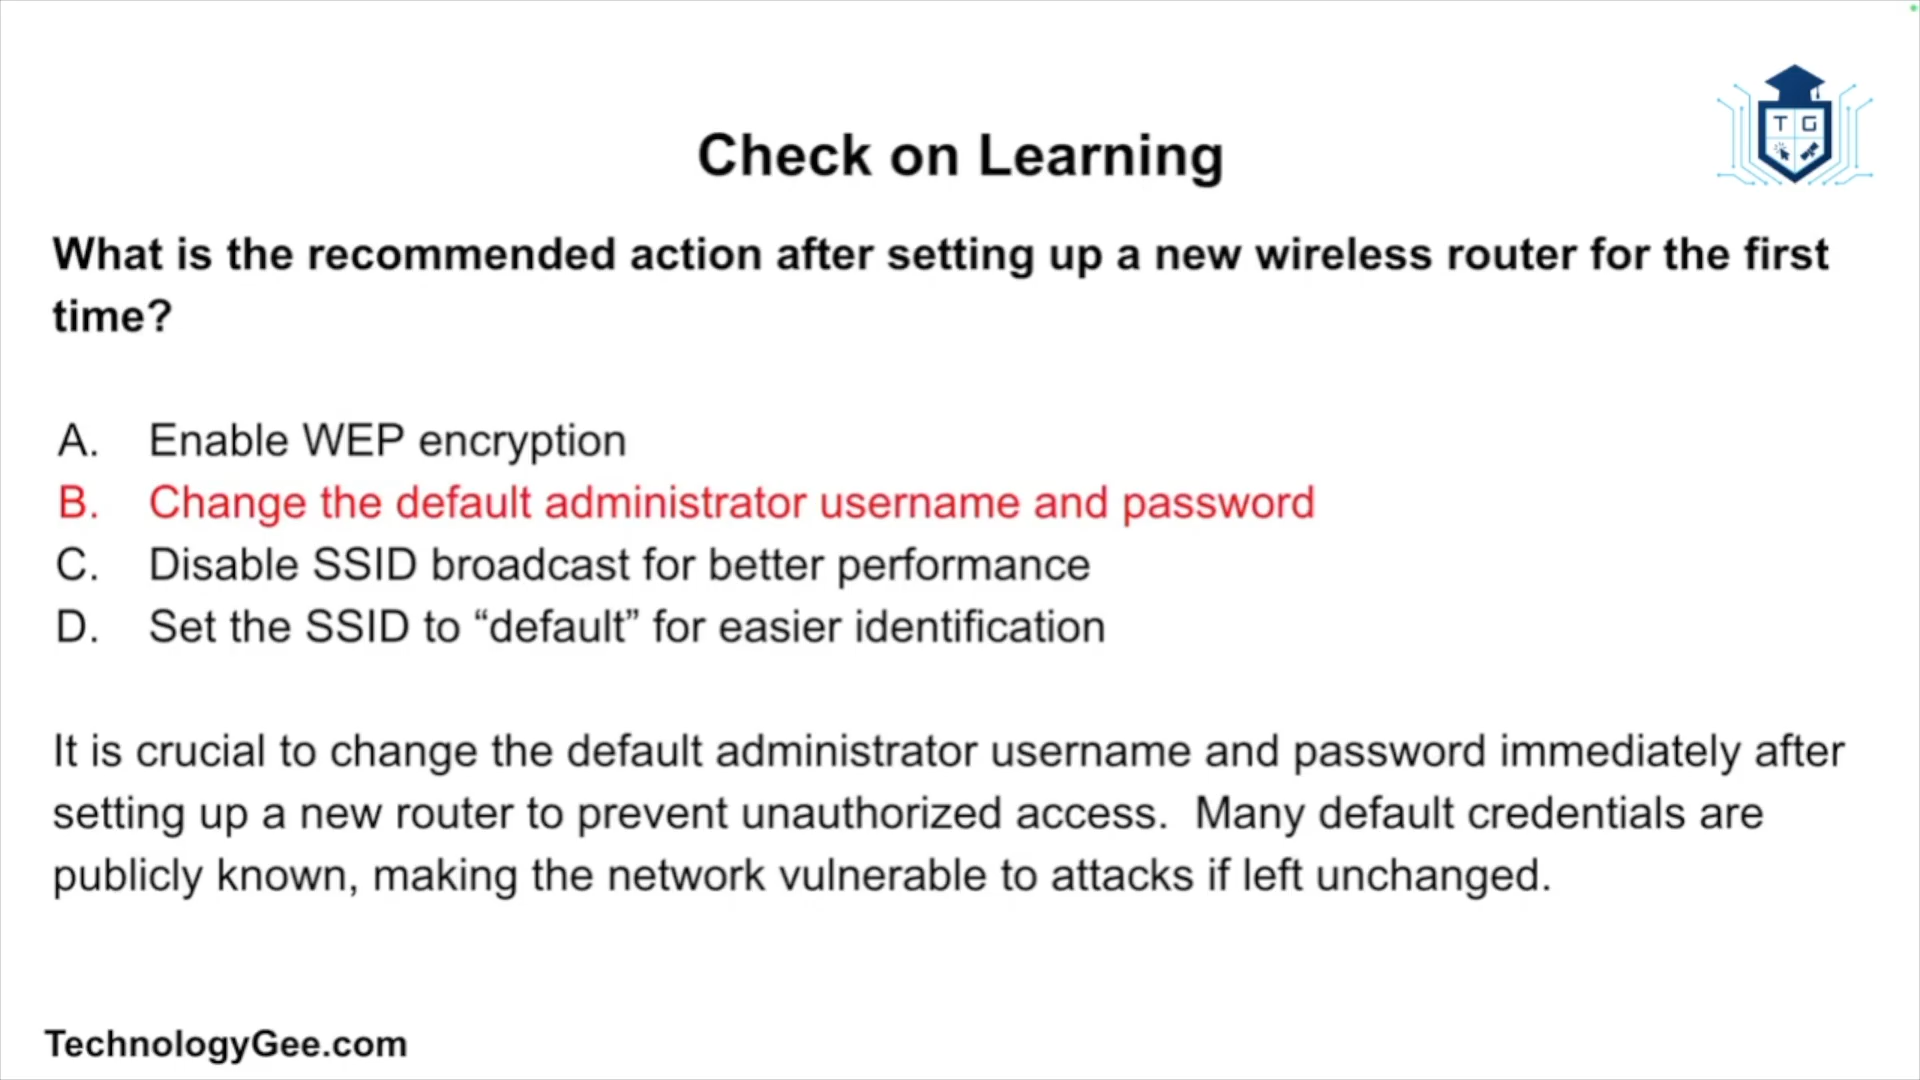 T G
Check on Learning
What is the recommended action after setting up a new wireless router for the first
time?
A. Enable WEP encryption
B. Change the default administrator username and password
C. Disable SSID broadcast for better performance
D. Set the SSID to “default” for easier identification
It is crucial to change the default administrator username and password immediately after
setting up a new router to prevent unauthorized access.  Many default credentials are
publicly known, making the network vulnerable to attacks if left unchanged.
TechnologyGee.com